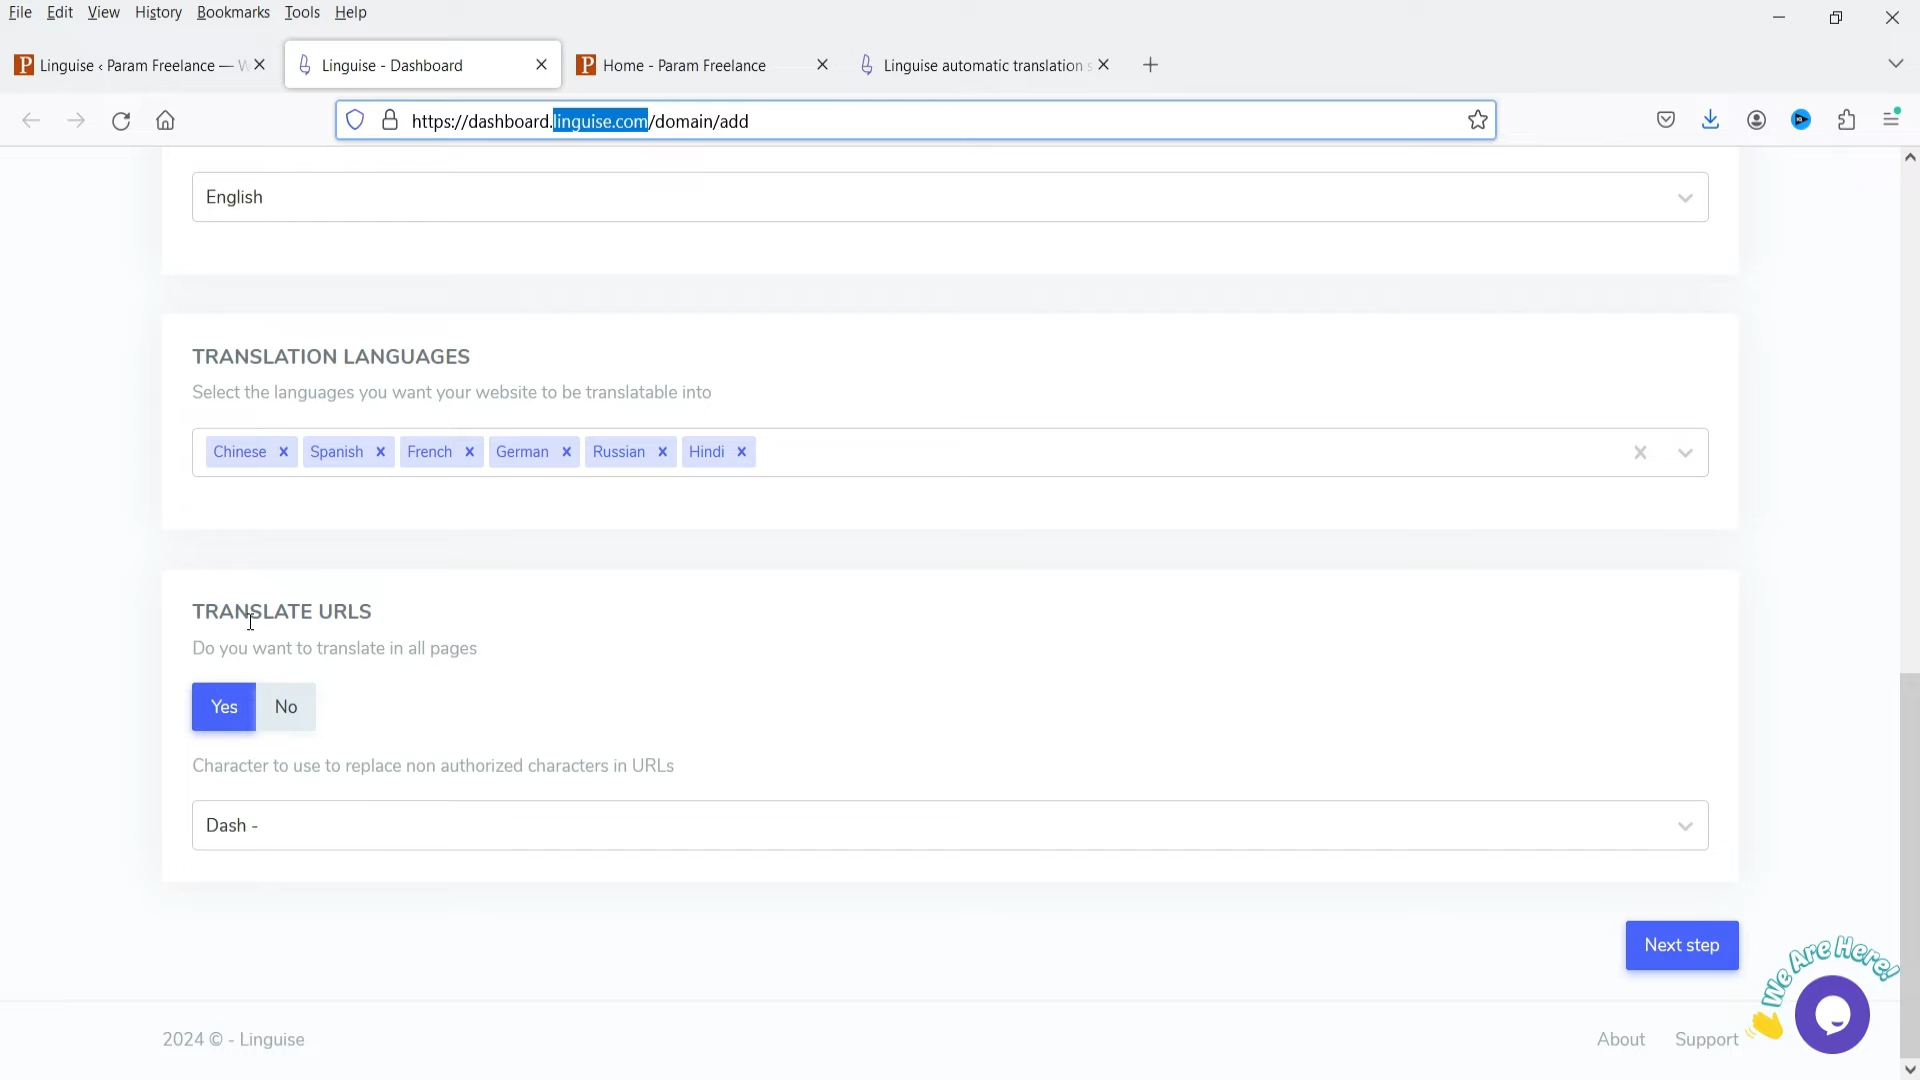 File Edit View History Bookmarks Tools Help
Linguise ‹ Param Freelance —
Linguise - Dashboard
Home - Param Freelance
Linguise automatic translation
https://dashboard.linguise.com/domain/add
English
TRANSLATION LANGUAGES
Select the languages you want your website to be translatable into
Chinese x Spanish x French x German x Russian x Hindi x
TRANSLATE URLS
Do you want to translate in all pages
Yes No
Character to use to replace non authorized characters in URLs
Dash -
Next step
We Are Here!
2024 © - Linguise
About Support